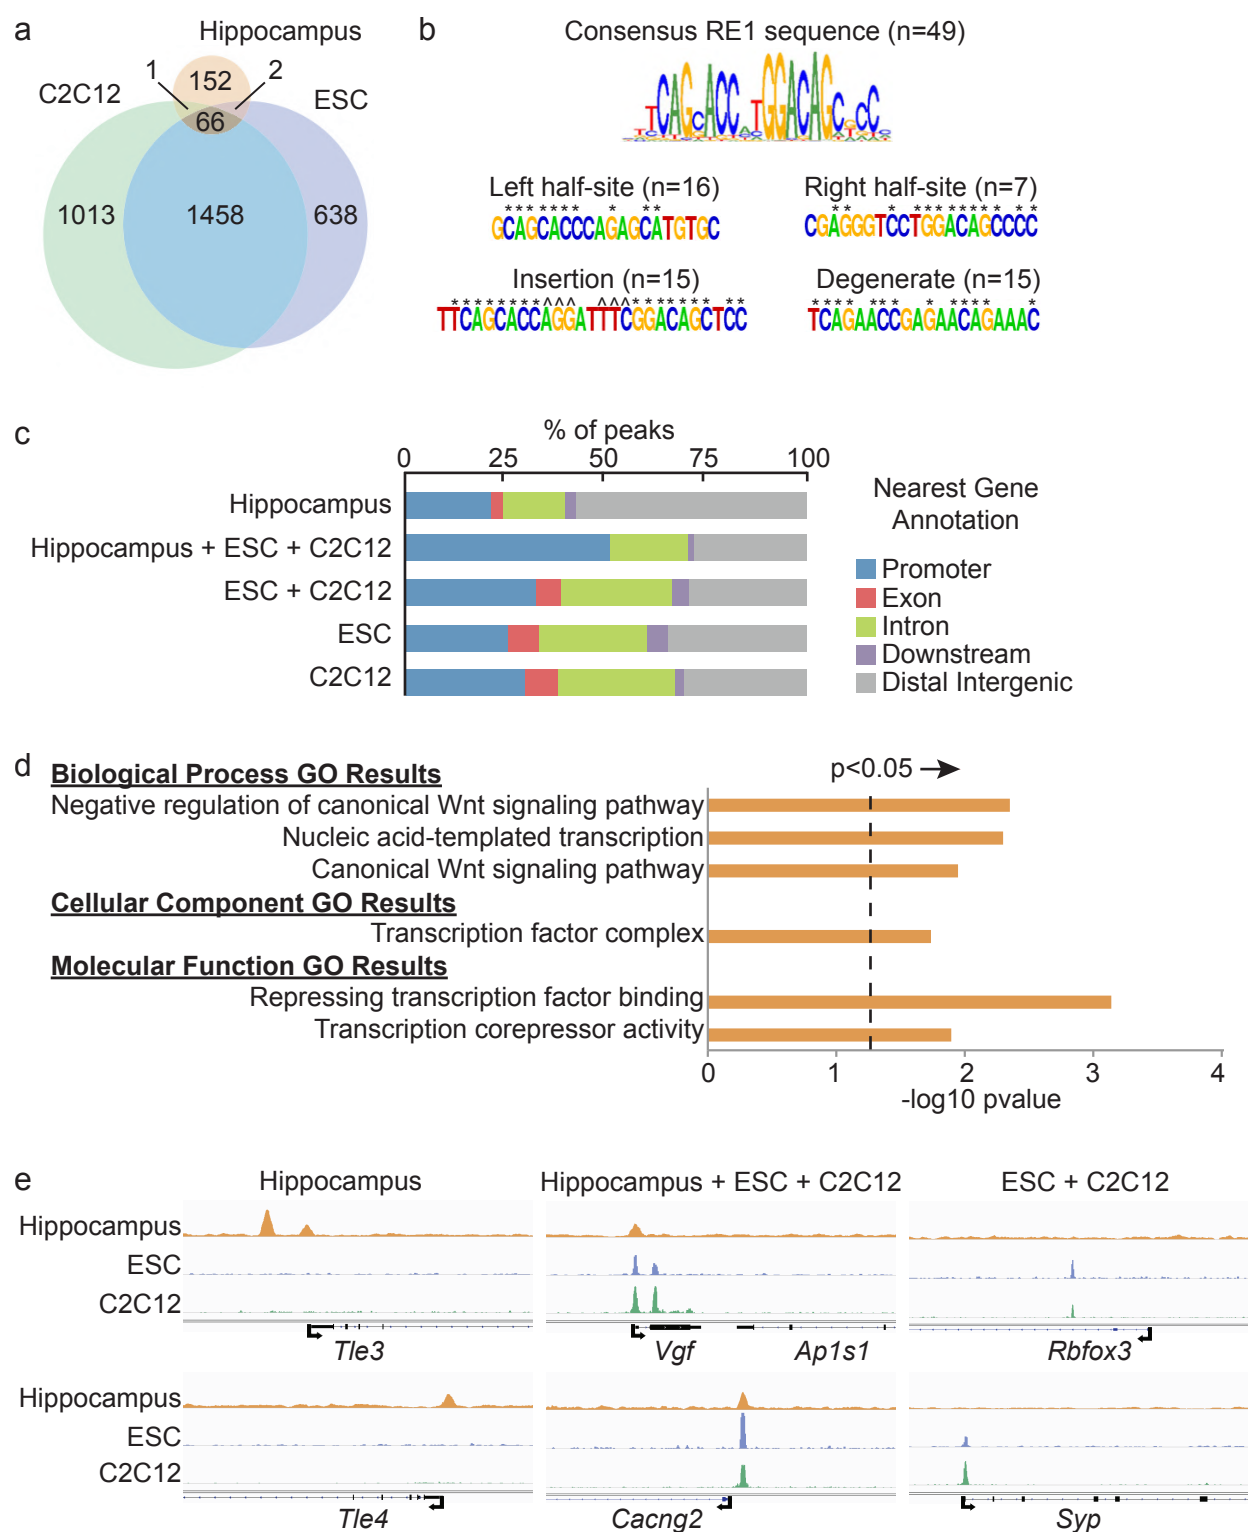 a
Hippocampus
1
152
2
C2C12
ESC
66
1013
1458
638
b
Consensus RE1 sequence (n=49)
TCAGCACCATGGACAGCGCC
Left half-site (n=16)
******* * **
GCAGCACCCAGAGCATGTGC
Right half-site (n=7)
** * ******** **
CGAGGGTCCTGGACAGCCCC
Insertion (n=15)
********^^^ ^^^******* **
TTCAGCACCAGGATTTCGGACAGCTCC
Degenerate (n=15)
**** *** * **** *
TCAGAACCGAGAACAGAAAC
c
% of peaks
0 25 50 75 100
Hippocampus
Hippocampus + ESC + C2C12
ESC + C2C12
ESC
C2C12
Nearest Gene
Annotation
Promoter
Exon
Intron
Downstream
Distal Intergenic
d
Biological Process GO Results
p<0.05
Negative regulation of canonical Wnt signaling pathway
Nucleic acid-templated transcription
Canonical Wnt signaling pathway
Cellular Component GO Results
Transcription factor complex
Molecular Function GO Results
Repressing transcription factor binding
Transcription corepressor activity
0 1 2 3 4
-log10 pvalue
e
Hippocampus
Hippocampus + ESC + C2C12
ESC + C2C12
Hippocampus
ESC
C2C12
Tle3
Vgf
Ap1s1
Rbfox3
Hippocampus
ESC
C2C12
Tle4
Cacng2
Syp